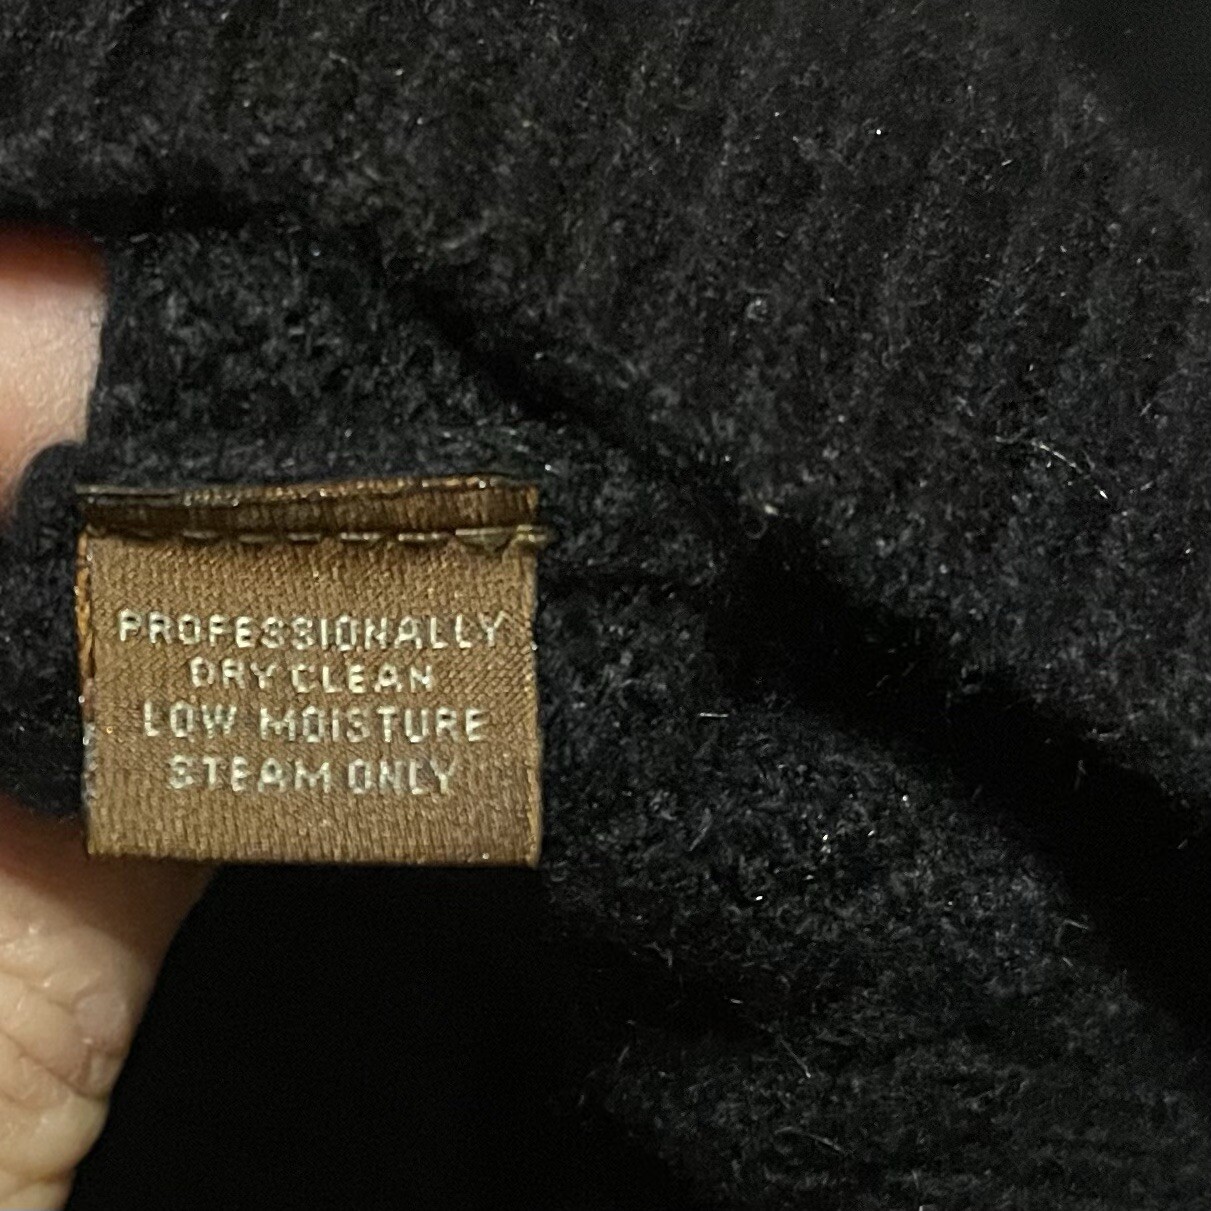 PROFESSIONALLY
DRY CLEAN
LOW MOISTURE
STEAM ONLY